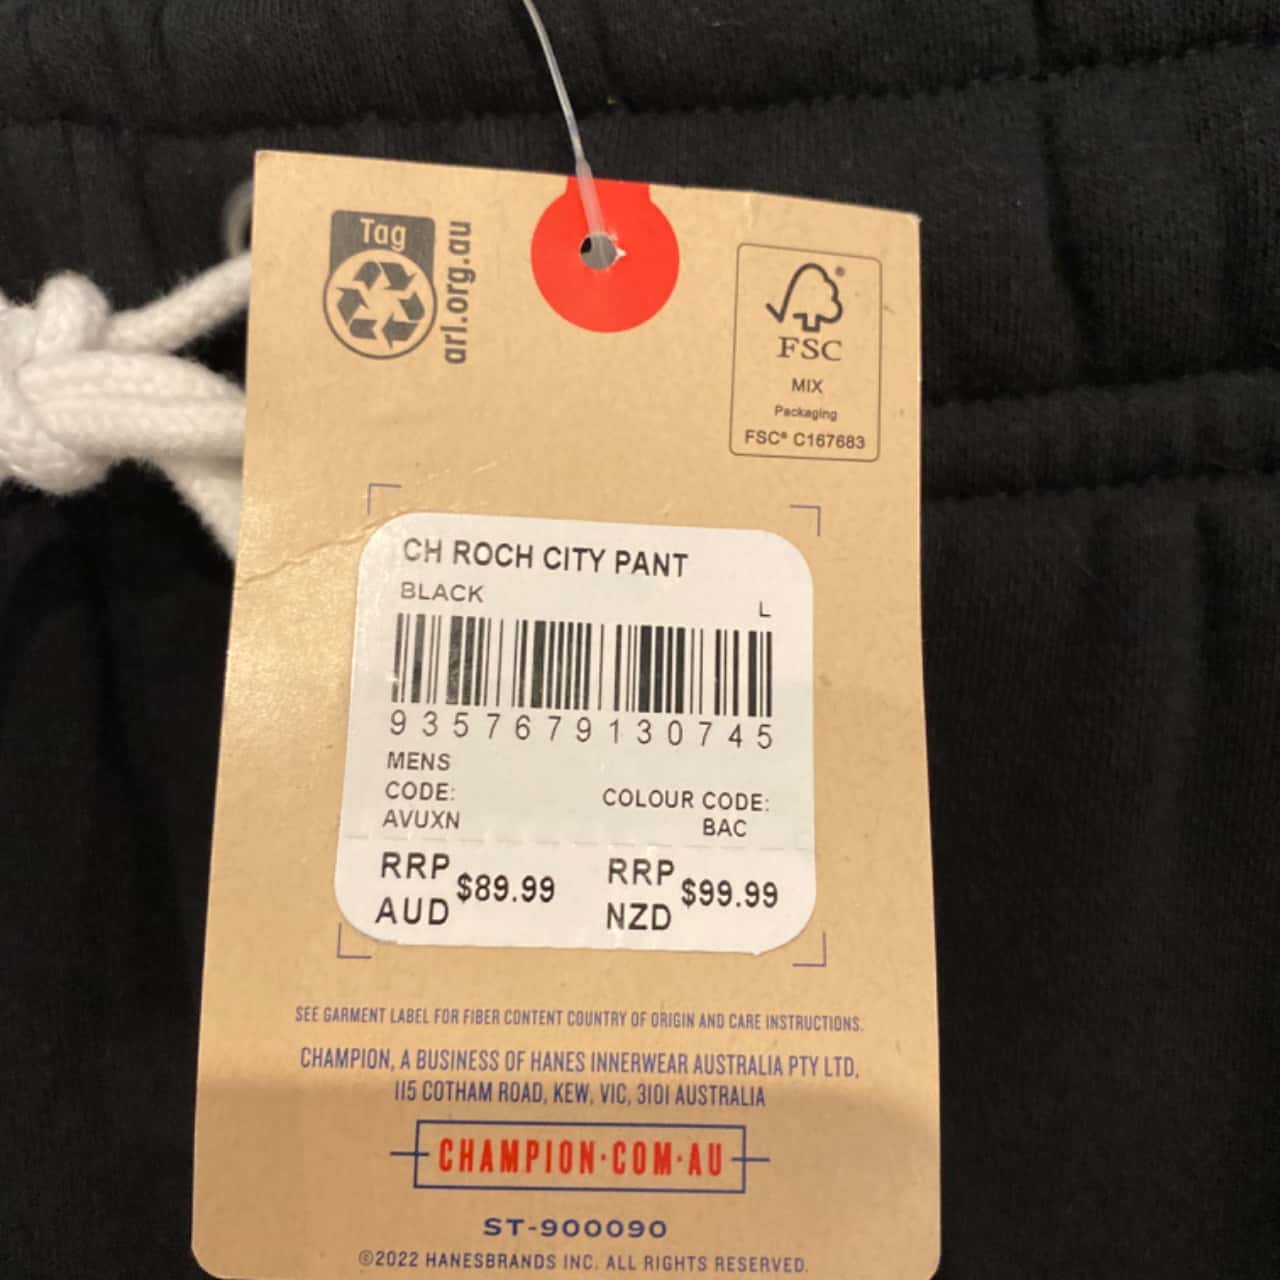 Tag
arl.org.au
FSC®
MIX
Packaging
FSC® C167683
CH ROCH CITY PANT
BLACK
L
9357679130745
MENS
CODE:
AVUXN
COLOUR CODE:
BAC
RRP AUD $89.99
RRP NZD $99.99
SEE GARMENT LABEL FOR FIBER CONTENT COUNTRY OF ORIGIN AND CARE INSTRUCTIONS.
CHAMPION, A BUSINESS OF HANES INNERWEAR AUSTRALIA PTY LTD,
115 COTHAM ROAD, KEW, VIC, 3101 AUSTRALIA
CHAMPION·COM·AU
ST-900090
©2022 HANESBRANDS INC. ALL RIGHTS RESERVED.